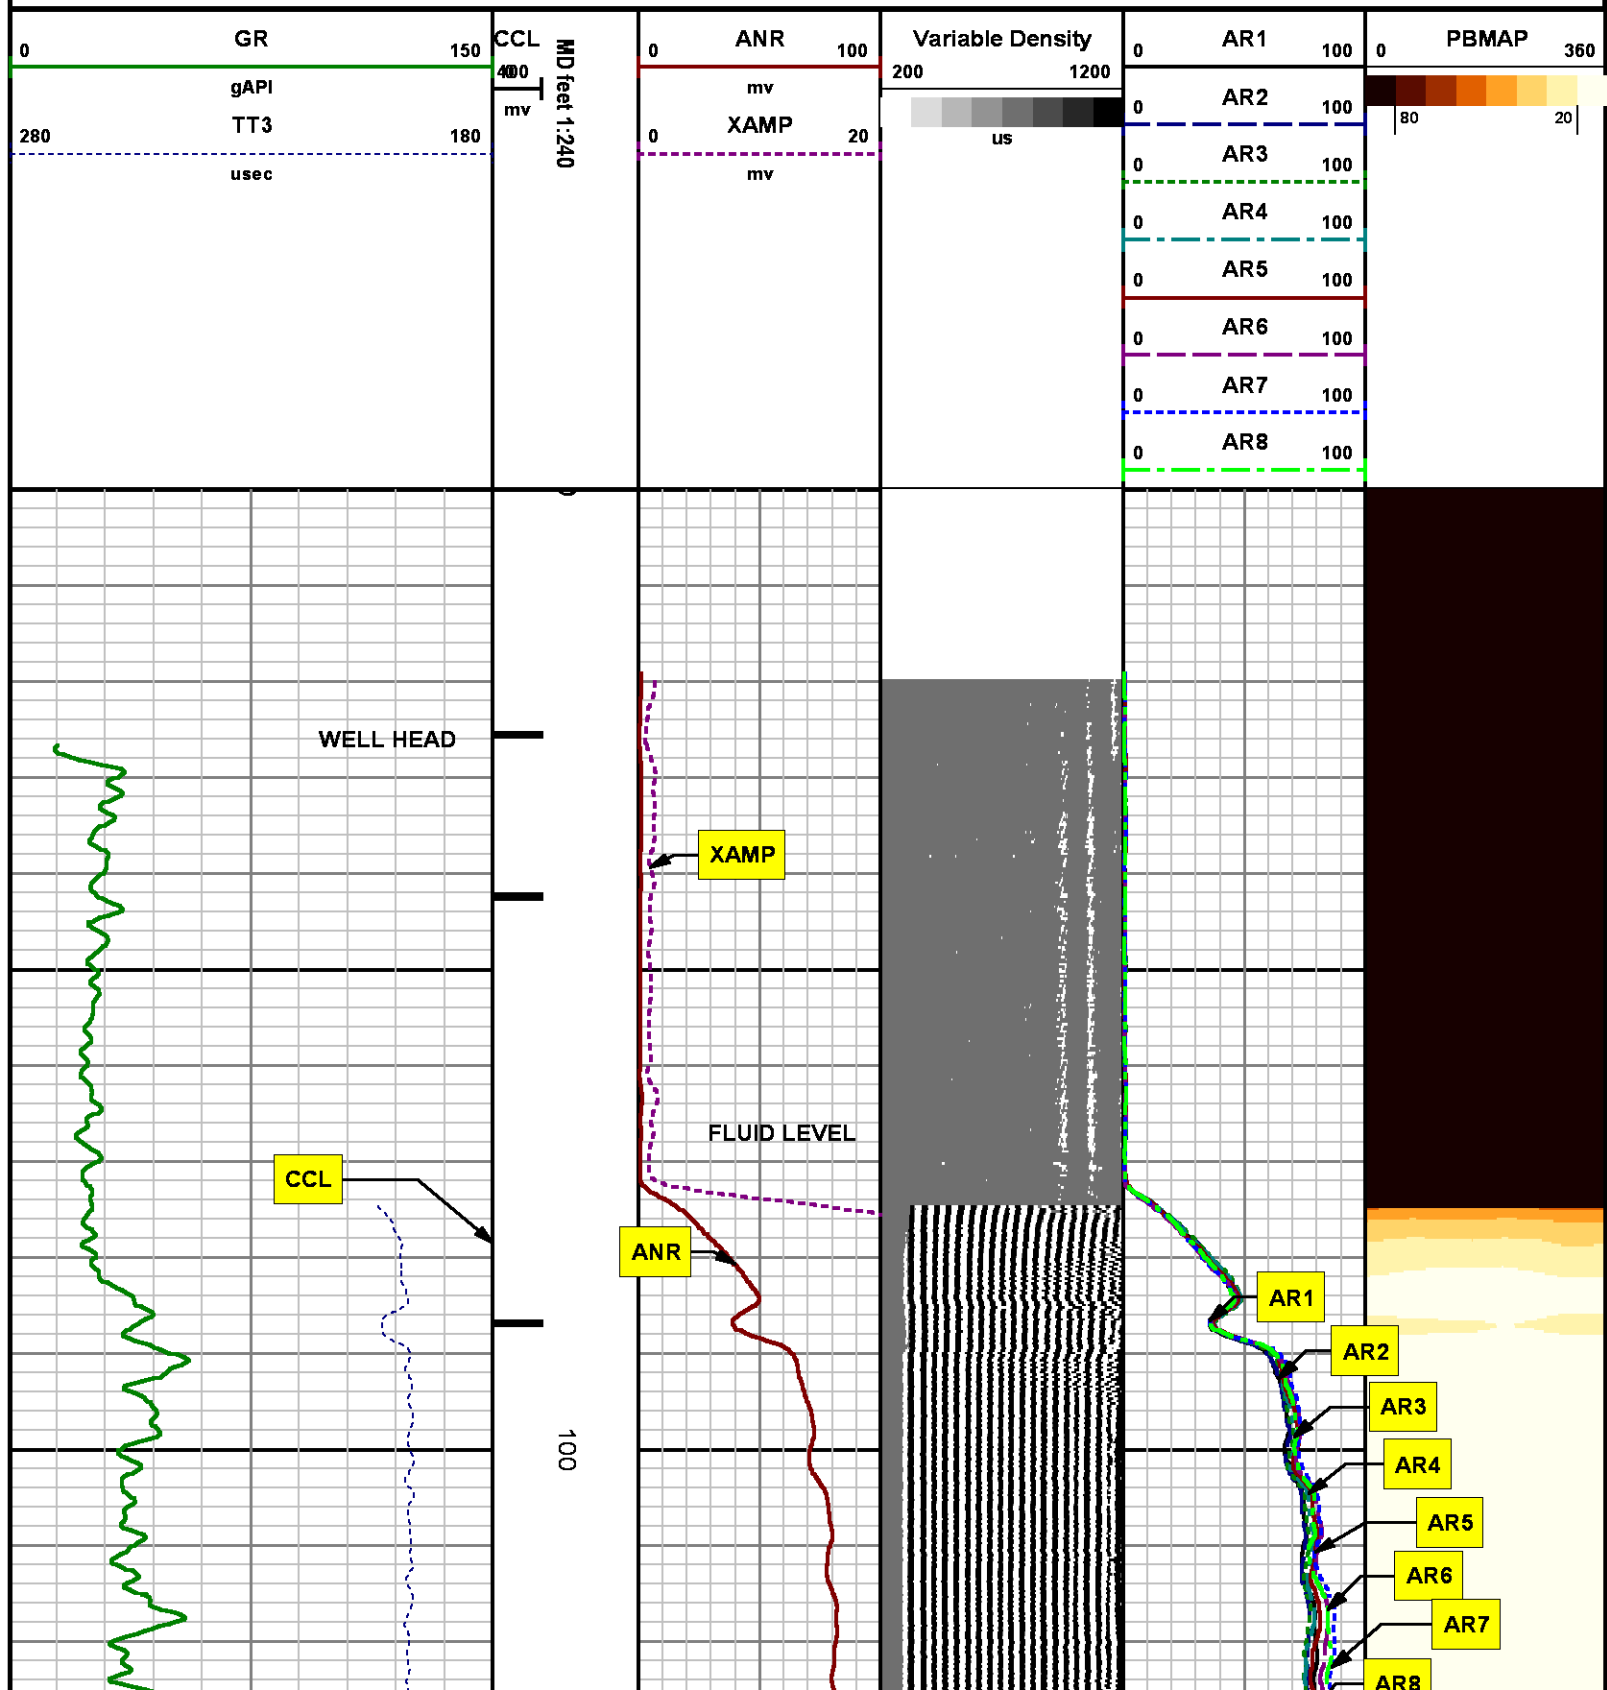 GR
0 150
gAPI
TT3
280 180
usec
CCL
400
mv
MD feet 1:240
ANR
0 100
mv
XAMP
0 20
mv
Variable Density
200 1200
us
AR1
0 100
AR2
0 100
AR3
0 100
AR4
0 100
AR5
0 100
AR6
0 100
AR7
0 100
AR8
0 100
PBMAP
0 360
80 20
WELL HEAD
XAMP
FLUID LEVEL
CCL
ANR
AR1
AR2
AR3
100
AR4
AR5
AR6
AR7
AR8